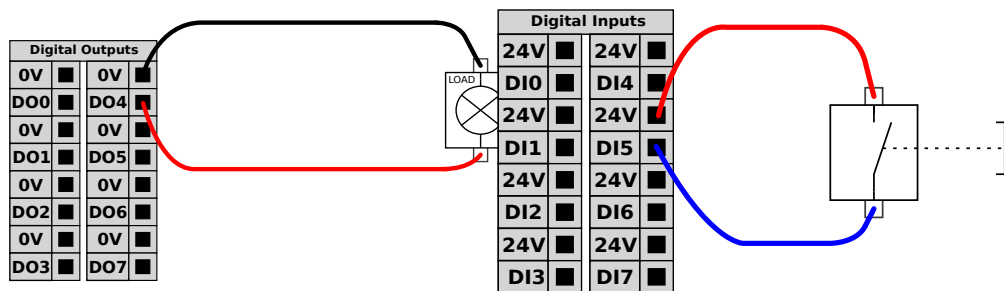 Digital Outputs
0V 0V
DO0 DO4
0V 0V
DO1 DO5
0V 0V
DO2 DO6
0V 0V
DO3 DO7
LOAD
Digital Inputs
24V 24V
DI0 DI4
24V 24V
DI1 DI5
24V 24V
DI2 DI6
24V 24V
DI3 DI7